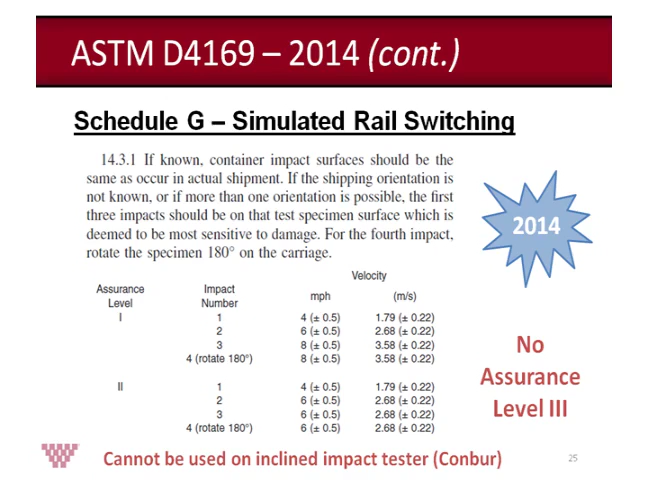 ASTM D4169 – 2014 (cont.)
Schedule G – Simulated Rail Switching
14.3.1 If known, container impact surfaces should be the
same as occur in actual shipment. If the shipping orientation is
not known, or if more than one orientation is possible, the first
three impacts should be on that test specimen surface which is
deemed to be most sensitive to damage. For the fourth impact,
rotate the specimen 180° on the carriage.
2014
Velocity
Assurance Level Impact Number mph (m/s)
I 1 4 (± 0.5) 1.79 (± 0.22)
2 6 (± 0.5) 2.68 (± 0.22)
3 8 (± 0.5) 3.58 (± 0.22)
4 (rotate 180°) 8 (± 0.5) 3.58 (± 0.22)
II 1 4 (± 0.5) 1.79 (± 0.22)
2 6 (± 0.5) 2.68 (± 0.22)
3 6 (± 0.5) 2.68 (± 0.22)
4 (rotate 180°) 6 (± 0.5) 2.68 (± 0.22)
No
Assurance
Level III
Cannot be used on inclined impact tester (Conbur)
25